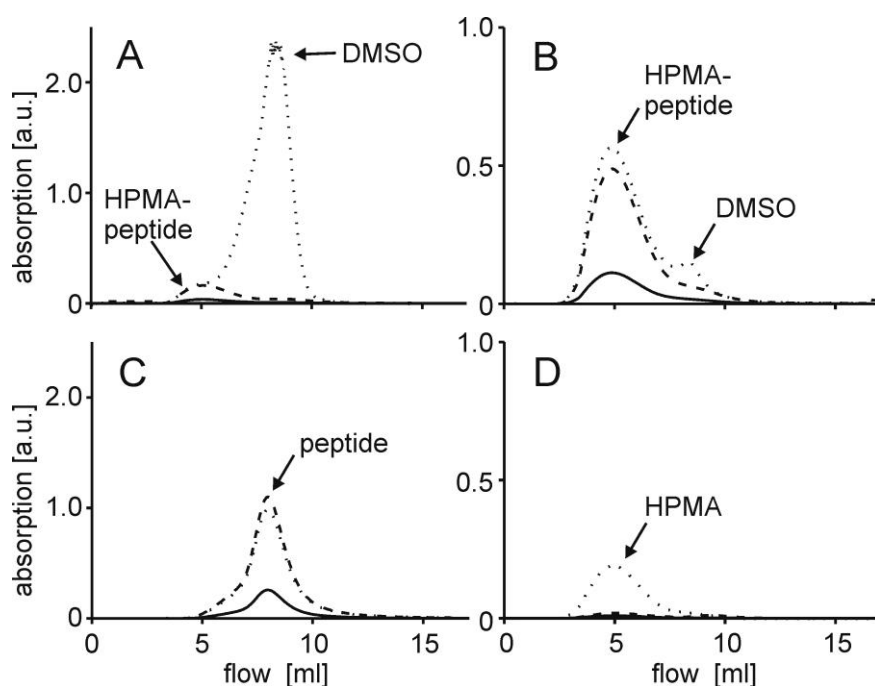 A
DMSO
HPMA-
peptide
absorption [a.u.]
2.0
1.0
0
B
HPMA-
peptide
DMSO
1.0
0.5
0
C
peptide
absorption [a.u.]
2.0
1.0
0
0 5 10 15
flow [ml]
D
HPMA
1.0
0.5
0
0 5 10 15
flow [ml]